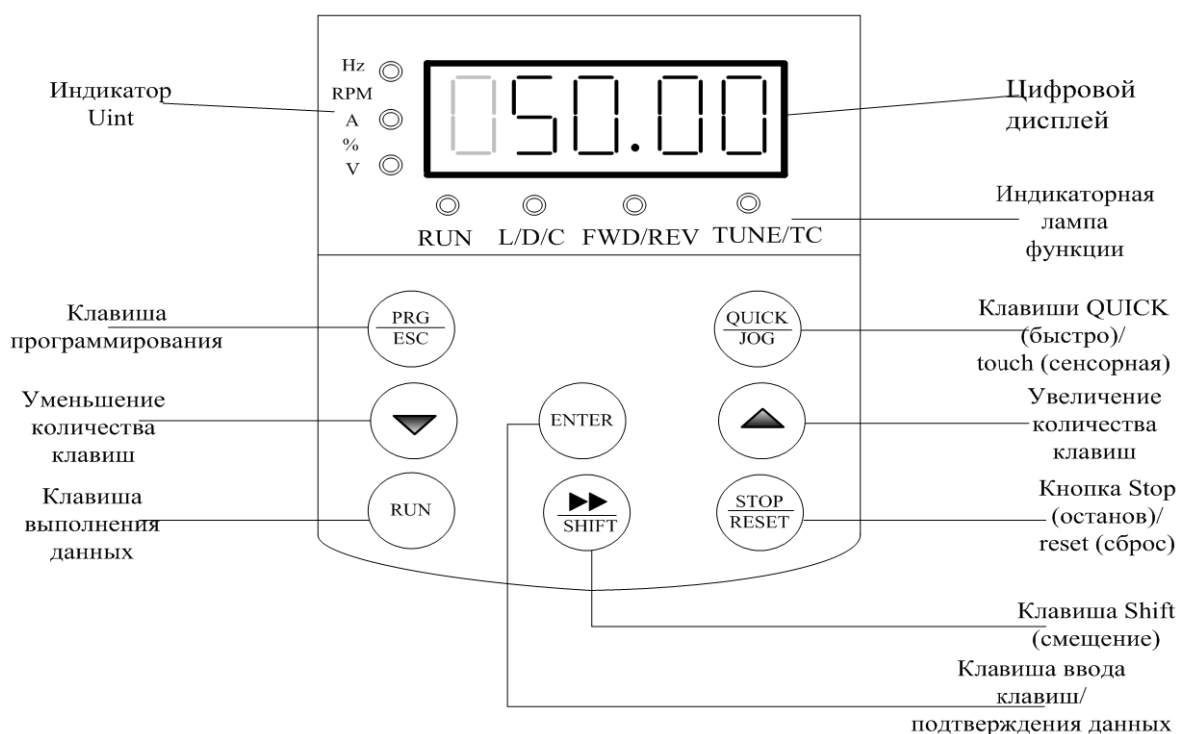 Индикатор
Uint
Hz
RPM
A
%
V
050.00
Цифровой
дисплей
RUN L/D/C FWD/REV TUNE/TC
Индикаторная
лампа
функции
Клавиша
программирования
PRG
ESC
QUICK
JOG
Клавиши QUICK
(быстро)/
touch (сенсорная)
Уменьшение
количества
клавиш
ENTER
Увеличение
количества
клавиш
Клавиша
выполнения
данных
RUN
SHIFT
STOP
RESET
Кнопка Stop
(останов)/
reset (сброс)
Клавиша Shift
(смещение)
Клавиша ввода
клавиш/
подтверждения данных